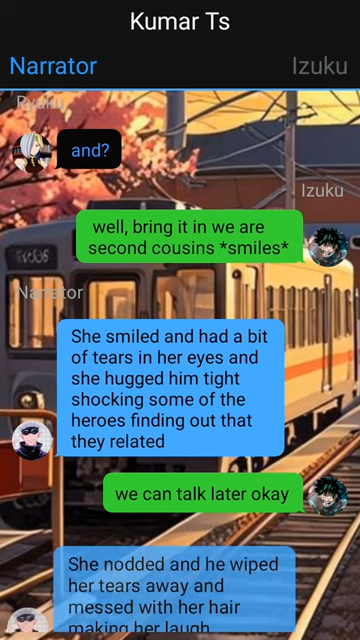 Kumar Ts
Narrator
Izuku
Ryuku
and?
Izuku
well, bring it in we are
second cousins *smiles*
Narrator
She smiled and had a bit
of tears in her eyes and
she hugged him tight
shocking some of the
heroes finding out that
they related
we can talk later okay
She nodded and he wiped
her tears away and
messed with her hair
making her laugh